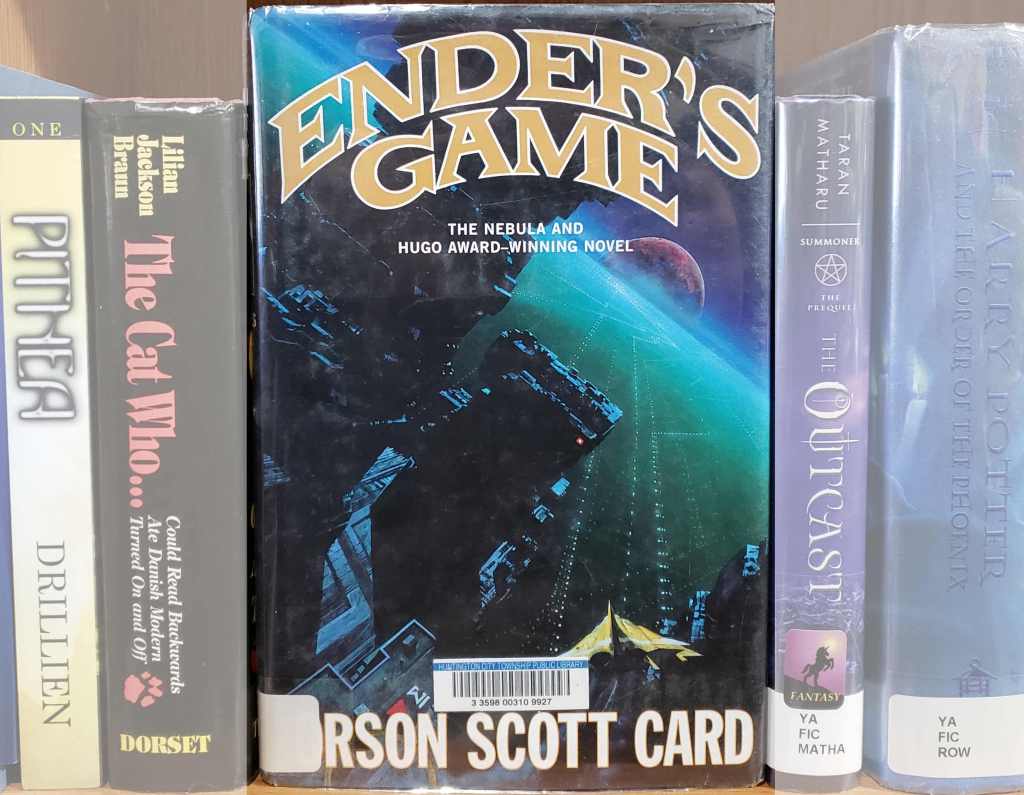 ONE
PITHEA
DRILLIEN
Lilian
Jackson
Braun
The Cat Who...
Could Read Backwards
Ate Danish Modern
Turned On and Off
DORSET
ENDER'S
GAME
THE NEBULA AND
HUGO AWARD–WINNING NOVEL
HUNTINGTON CITY TOWNSHIP PUBLIC LIBRARY
3 3598 00310 9927
ORSON SCOTT CARD
TARAN
MATHARU
SUMMONER
THE
PREQUEL
THE
OUTCAST
FANTASY
YA
FIC
MATHA
HARRY POTTER
AND THE ORDER OF THE PHOENIX
YA
FIC
ROW